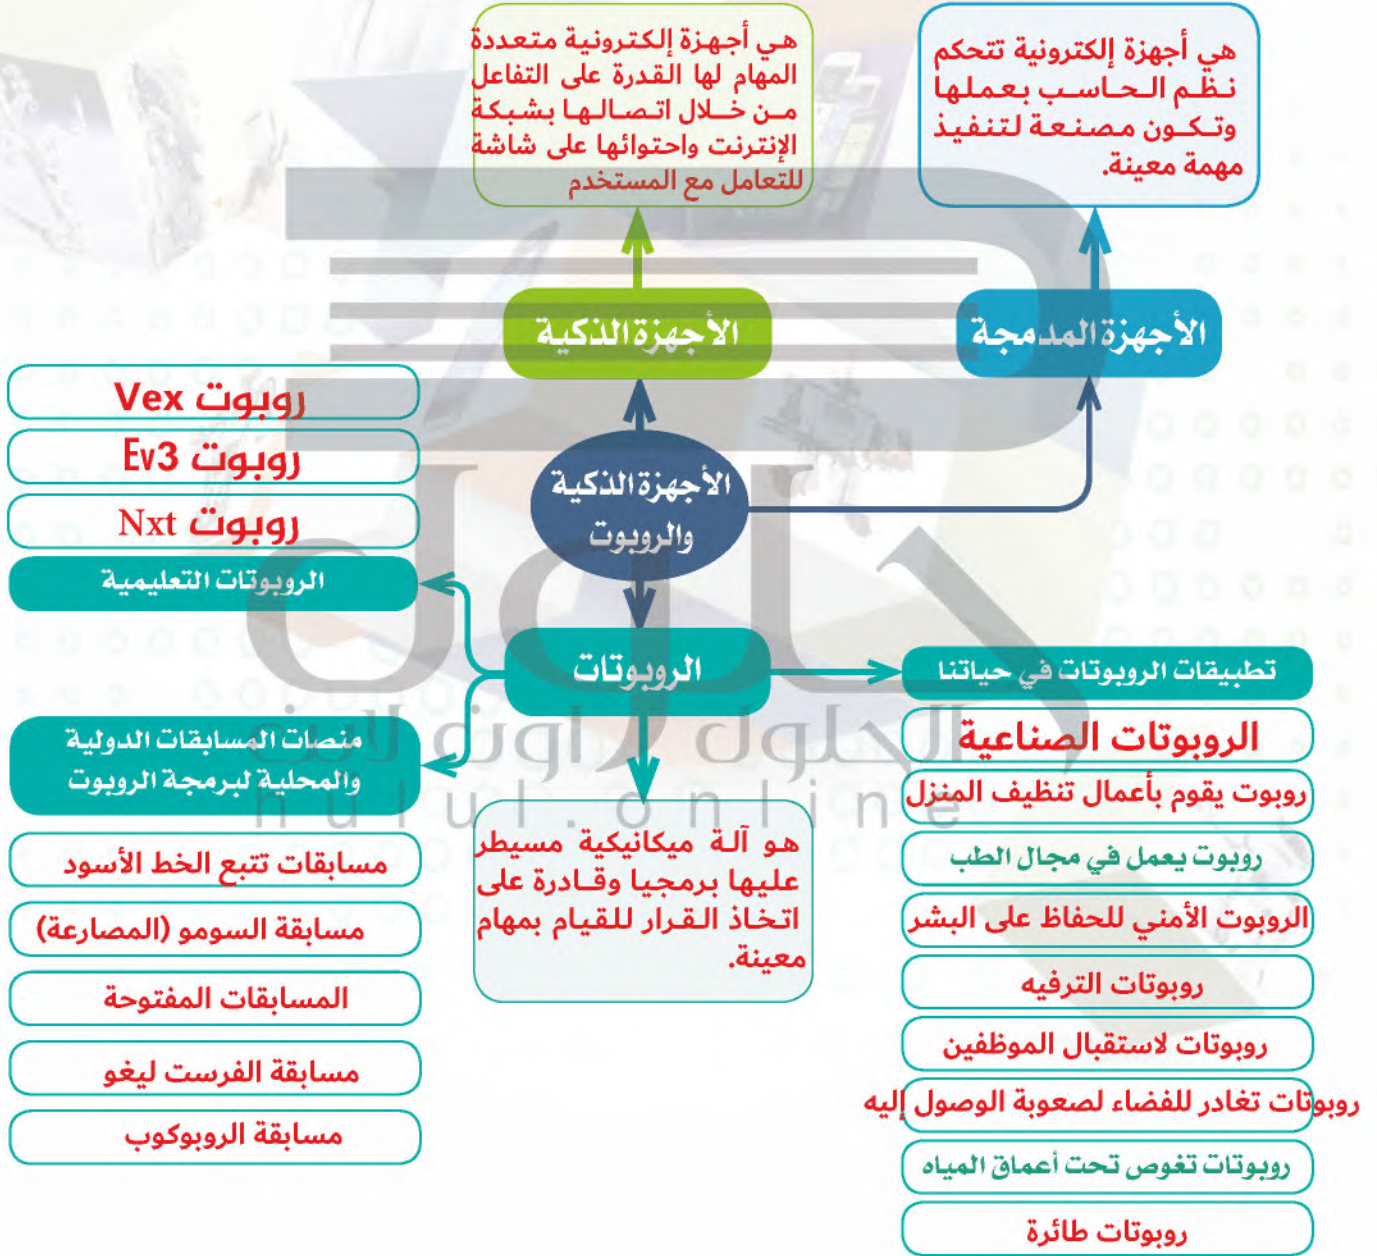 هي أجهزة إلكترونية تتحكم
نظم الحاسب بعملها
وتكون مصنعة لتنفيذ
مهمة معينة.
هي أجهزة إلكترونية متعددة
المهام لها القدرة على التفاعل
من خلال اتصالها بشبكة
الإنترنت واحتوائها على شاشة
للتعامل مع المستخدم
الأجهزة المدمجة
الأجهزة الذكية
الأجهزة الذكية
والروبوت
روبوت Vex
روبوت Ev3
روبوت Nxt
الروبوتات التعليمية
الروبوتات
تطبيقات الروبوتات في حياتنا
الروبوتات الصناعية
روبوت يقوم بأعمال تنظيف المنزل
روبوت يعمل في مجال الطب
الروبوت الأمني للحفاظ على البشر
روبوتات الترفيه
روبوتات لاستقبال الموظفين
روبوتات تغادر للفضاء لصعوبة الوصول إليه
روبوتات تغوص تحت أعماق المياه
روبوتات طائرة
هو آلة ميكانيكية مسيطر
عليها برمجيا وقادرة على
اتخاذ القرار للقيام بمهام
معينة.
منصات المسابقات الدولية
والمحلية لبرمجة الروبوت
مسابقات تتبع الخط الأسود
مسابقة السومو (المصارعة)
المسابقات المفتوحة
مسابقة الفرست ليغو
مسابقة الروبوكوب
حلول
الحلول اون لاين
hulul.online